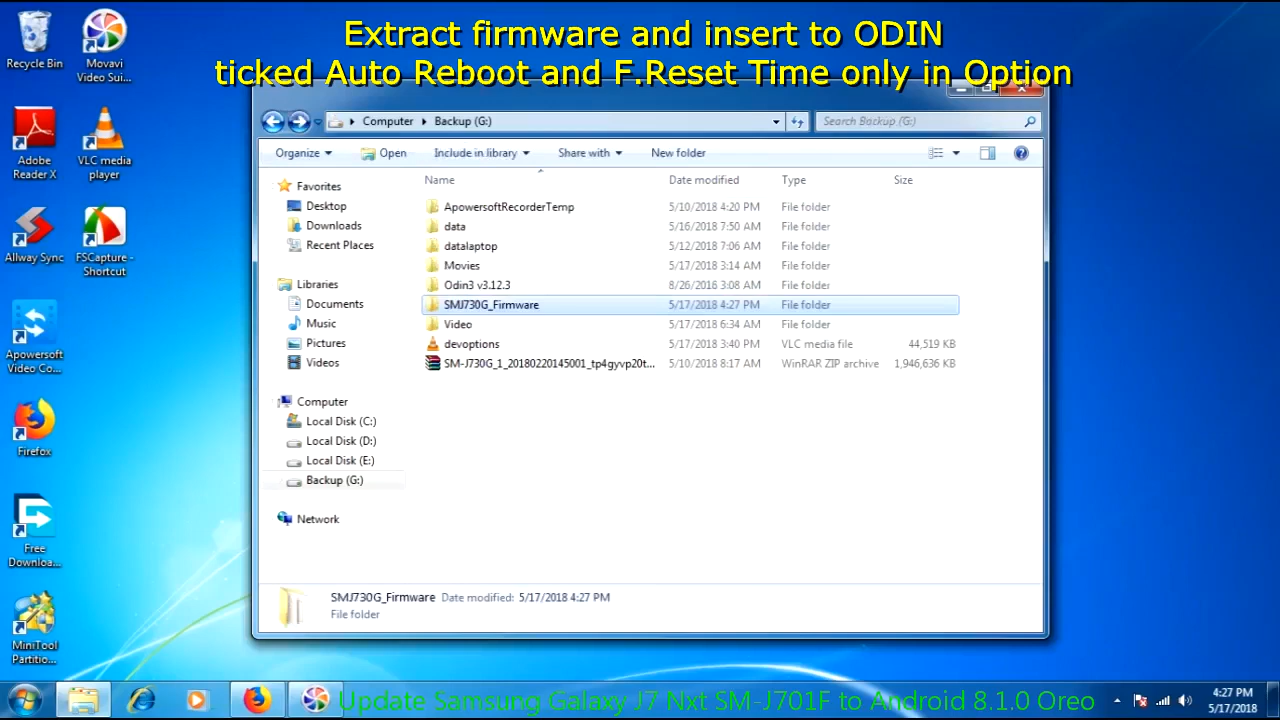 Extract firmware and insert to ODIN
ticked Auto Reboot and F.Reset Time only in Option
Recycle Bin
Movavi
Video Sui...
Adobe
Reader X
VLC media
player
Allway Sync
FSCapture -
Shortcut
Apowersoft
Video Co...
Firefox
Free
Downloa...
MiniTool
Partitio...
Computer
Backup (G:)
Search Backup (G:)
Organize
Open
Include in library
Share with
New folder
Favorites
Desktop
Downloads
Recent Places
Libraries
Documents
Music
Pictures
Videos
Computer
Local Disk (C:)
Local Disk (D:)
Local Disk (E:)
Backup (G:)
Network
Name Date modified Type Size
ApowersoftRecorderTemp 5/10/2018 4:20 PM File folder
data 5/16/2018 7:50 AM File folder
datalaptop 5/12/2018 7:06 AM File folder
Movies 5/17/2018 3:14 AM File folder
Odin3 v3.12.3 8/26/2016 3:08 AM File folder
SMJ730G_Firmware 5/17/2018 4:27 PM File folder
Video 5/17/2018 6:34 AM File folder
devoptions 5/17/2018 3:40 PM VLC media file 44,519 KB
SM-J730G_1_20180220145001_tp4gyvp20t... 5/10/2018 8:17 AM WinRAR ZIP archive 1,946,636 KB
SMJ730G_Firmware Date modified: 5/17/2018 4:27 PM
File folder
Update Samsung Galaxy J7 Nxt SM-J701F to Android 8.1.0 Oreo
4:27 PM
5/17/2018